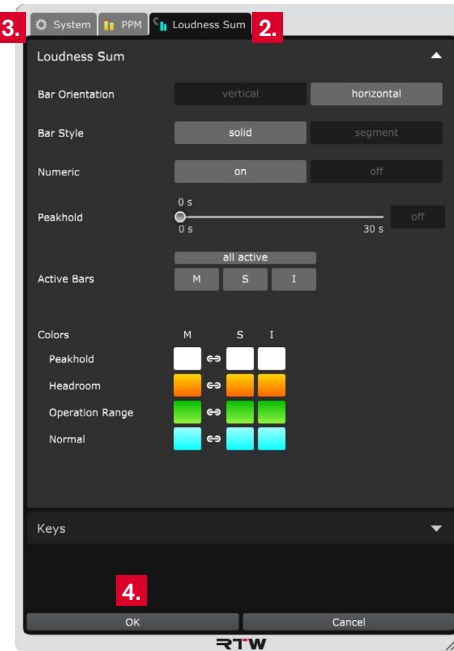 3. System PPM Loudness Sum 2.
Loudness Sum
Bar Orientation vertical horizontal
Bar Style solid segment
Numeric on off
0 s
Peakhold off
0 s 30 s
all active
Active Bars M S I
Colors M S I
Peakhold
Headroom
Operation Range
Normal
Keys
4.
OK Cancel
RTW